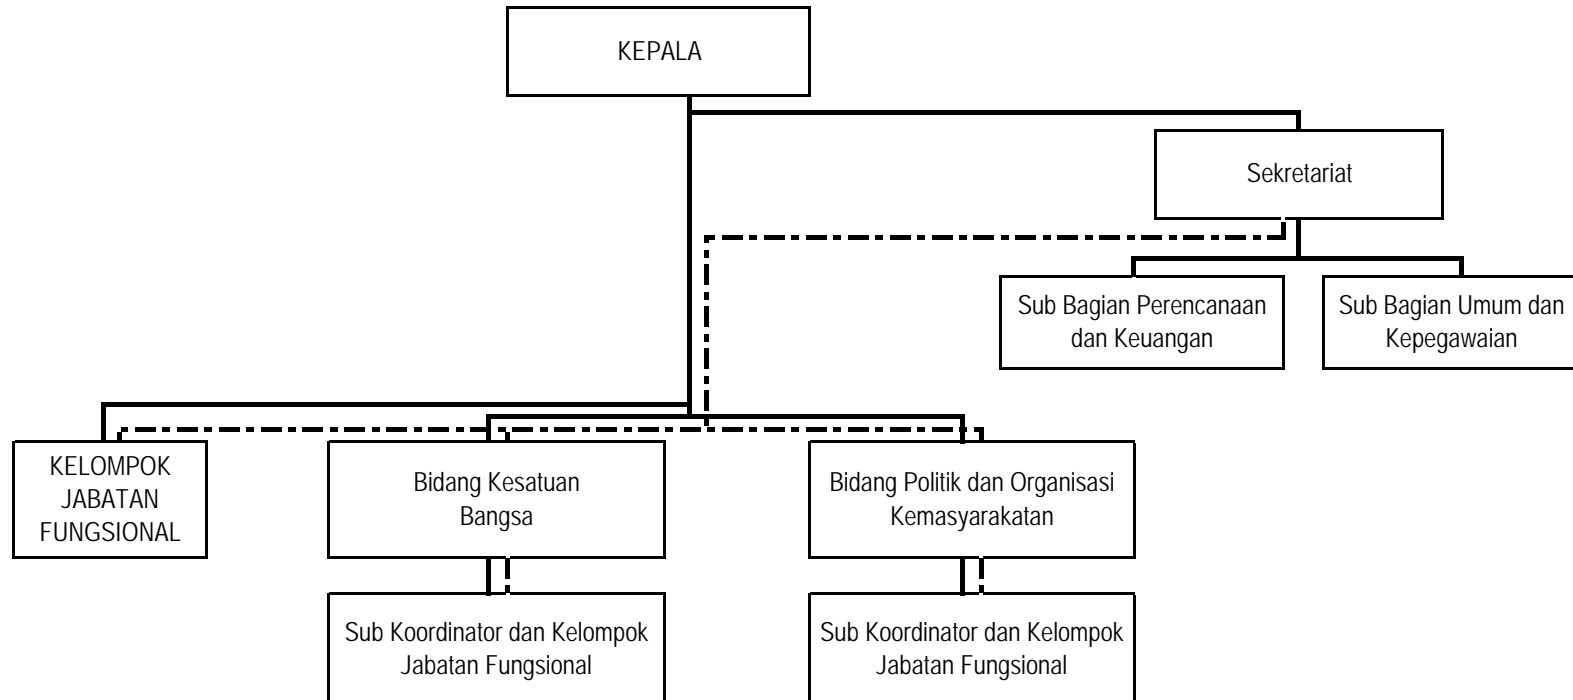 KEPALA
Sekretariat
Sub Bagian Perencanaan
dan Keuangan
Sub Bagian Umum dan
Kepegawaian
KELOMPOK
JABATAN
FUNGSIONAL
Bidang Kesatuan
Bangsa
Bidang Politik dan Organisasi
Kemasyarakatan
Sub Koordinator dan Kelompok
Jabatan Fungsional
Sub Koordinator dan Kelompok
Jabatan Fungsional